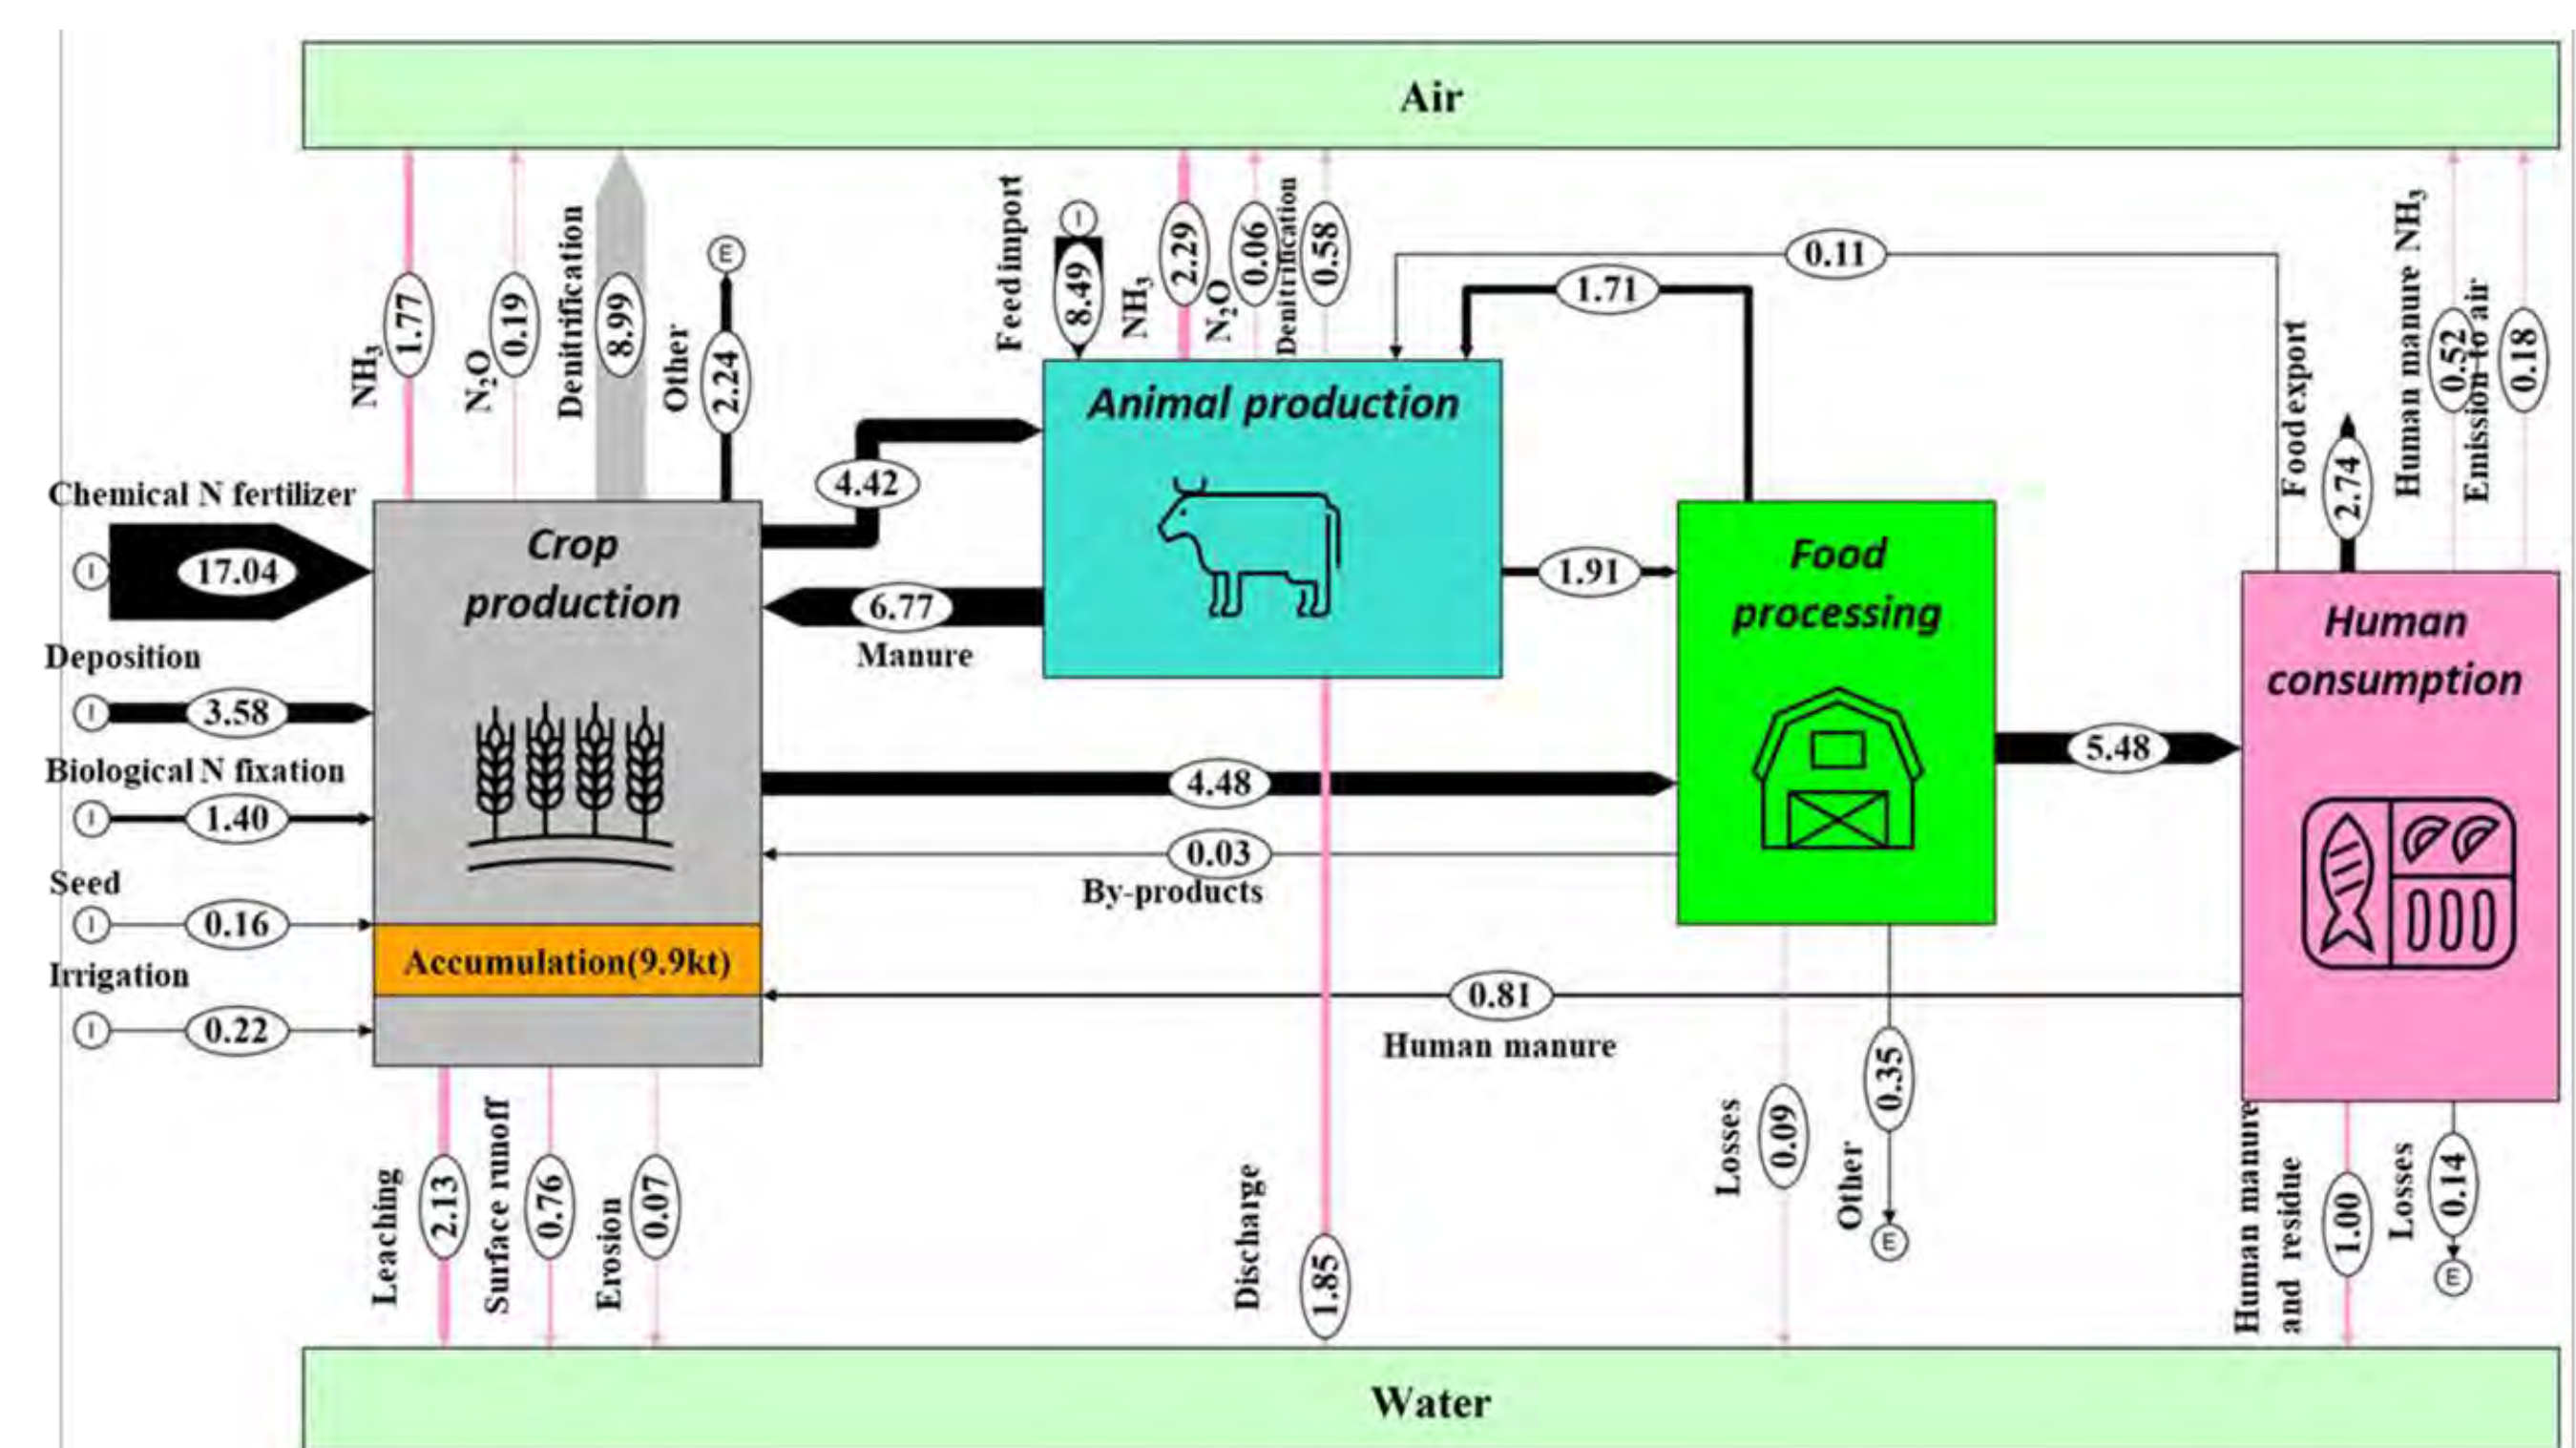 Air
NH₃
1.77
N₂O
0.19
Denitrification
8.99
Other
2.24
E
Feed import
I
8.49
NH₃
2.29
N₂O
0.06
Denitrification
0.58
0.11
1.71
Food export
2.74
Human manure NH₃
0.52
Emission to air
0.18
Chemical N fertilizer
I
17.04
Deposition
I
3.58
Biological N fixation
I
1.40
Seed
I
0.16
Irrigation
I
0.22
Crop
production
Accumulation(9.9kt)
4.42
6.77
Manure
Animal production
1.91
Food
processing
5.48
Human
consumption
4.48
0.03
By-products
0.81
Human manure
Leaching
2.13
Surface runoff
0.76
Erosion
0.07
Discharge
1.85
Losses
0.09
Other
0.35
E
Human manure
and residue
1.00
Losses
0.14
E
Water